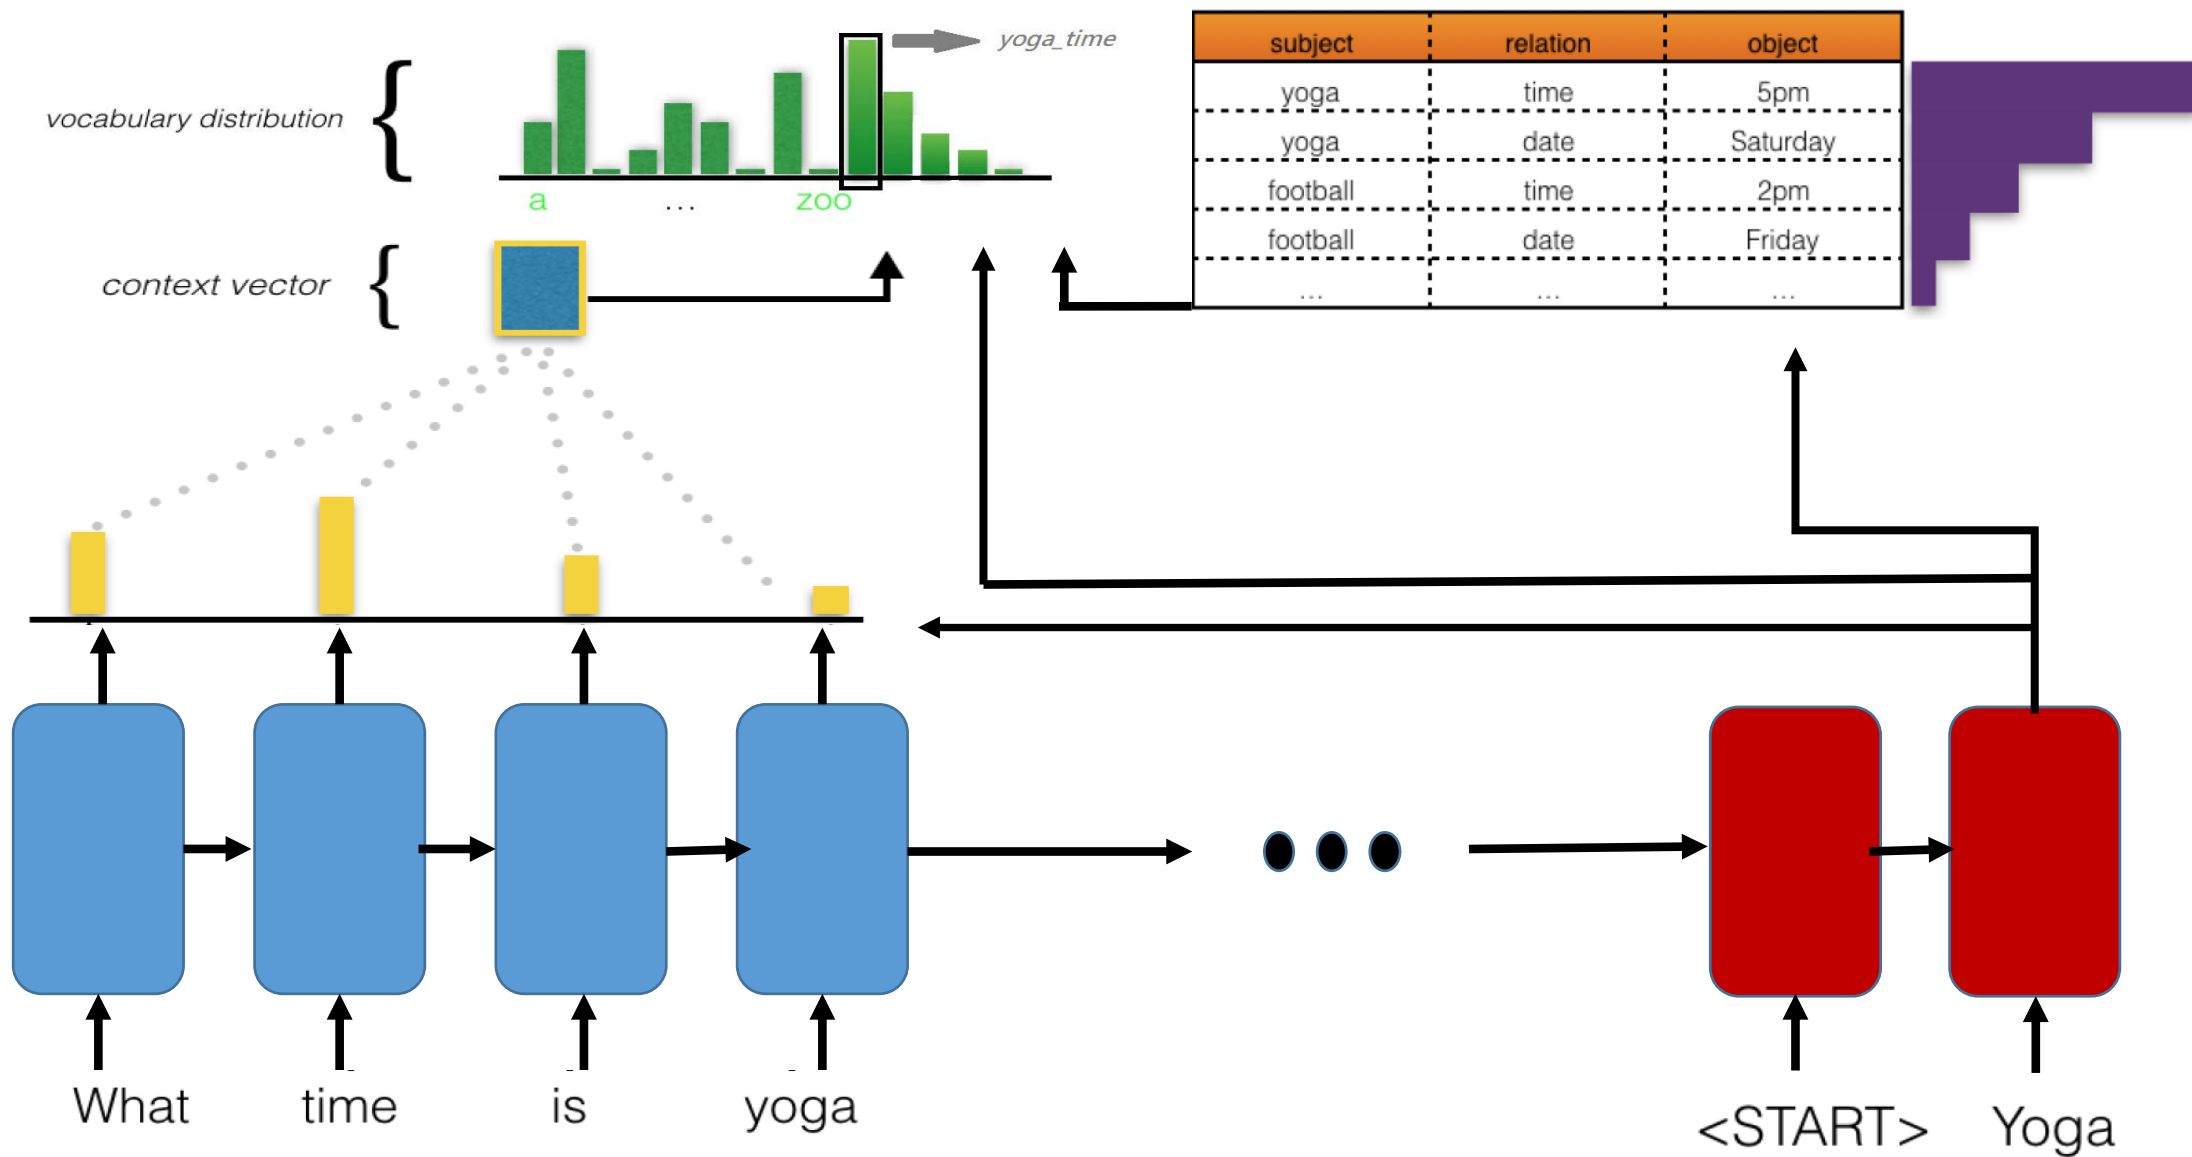 yoga_time
vocabulary distribution
a ... zoo
context vector
subject relation object
yoga time 5pm
yoga date Saturday
football time 2pm
football date Friday
... ... ...
What time is yoga
<START> Yoga